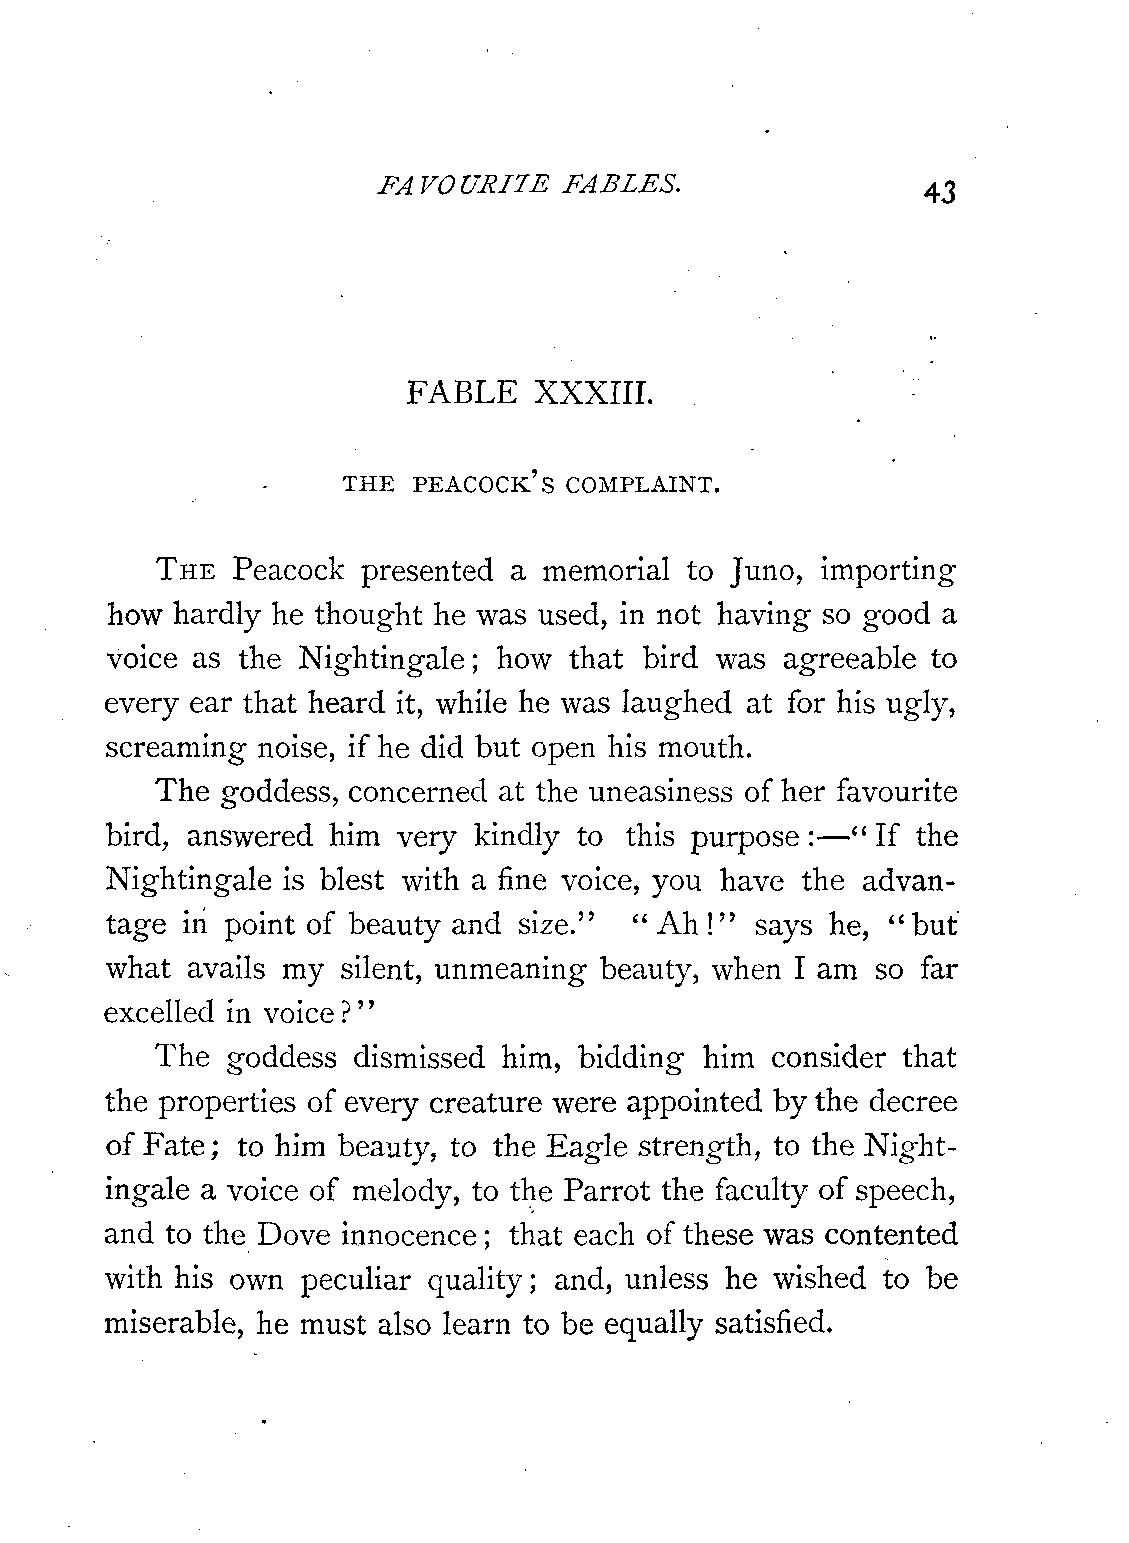 FAVOURITE FABLES.
43
FABLE XXXIII.
THE PEACOCK'S COMPLAINT.
THE Peacock presented a memorial to Juno, importing
how hardly he thought he was used, in not having so good a
voice as the Nightingale; how that bird was agreeable to
every ear that heard it, while he was laughed at for his ugly,
screaming noise, if he did but open his mouth.
The goddess, concerned at the uneasiness of her favourite
bird, answered him very kindly to this purpose:—"If the
Nightingale is blest with a fine voice, you have the advan-
tage in point of beauty and size." "Ah!" says he, "but
what avails my silent, unmeaning beauty, when I am so far
excelled in voice?"
The goddess dismissed him, bidding him consider that
the properties of every creature were appointed by the decree
of Fate; to him beauty, to the Eagle strength, to the Night-
ingale a voice of melody, to the Parrot the faculty of speech,
and to the Dove innocence; that each of these was contented
with his own peculiar quality; and, unless he wished to be
miserable, he must also learn to be equally satisfied.